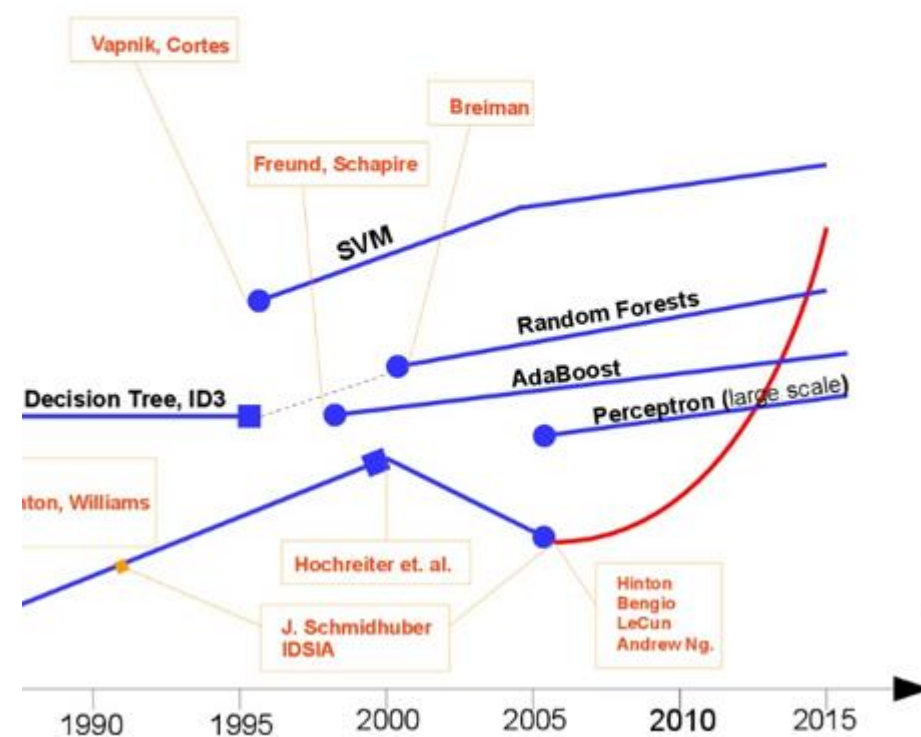 Vapnik, Cortes
Breiman
Freund, Schapire
SVM
Random Forests
AdaBoost
Decision Tree, ID3
Perceptron (large scale)
Williams
Hochreiter et. al.
J. Schmidhuber
IDSIA
Hinton
Bengio
LeCun
Andrew Ng.
1990
1995
2000
2005
2010
2015